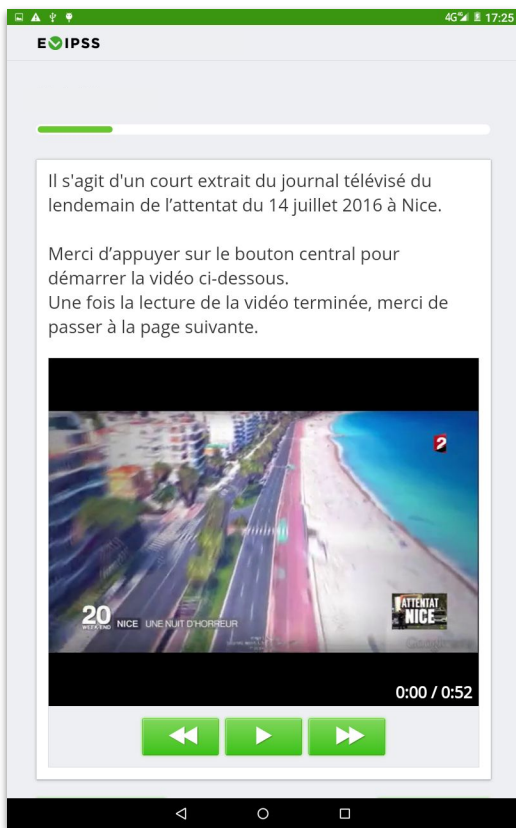 4G 17:25
EVIPSS
Il s'agit d'un court extrait du journal télévisé du
lendemain de l’attentat du 14 juillet 2016 à Nice.
Merci d’appuyer sur le bouton central pour
démarrer la vidéo ci-dessous.
Une fois la lecture de la vidéo terminée, merci de
passer à la page suivante.
2
20
WEEK END
NICE UNE NUIT D'HORREUR
ATTENTAT
NICE
0:00 / 0:52